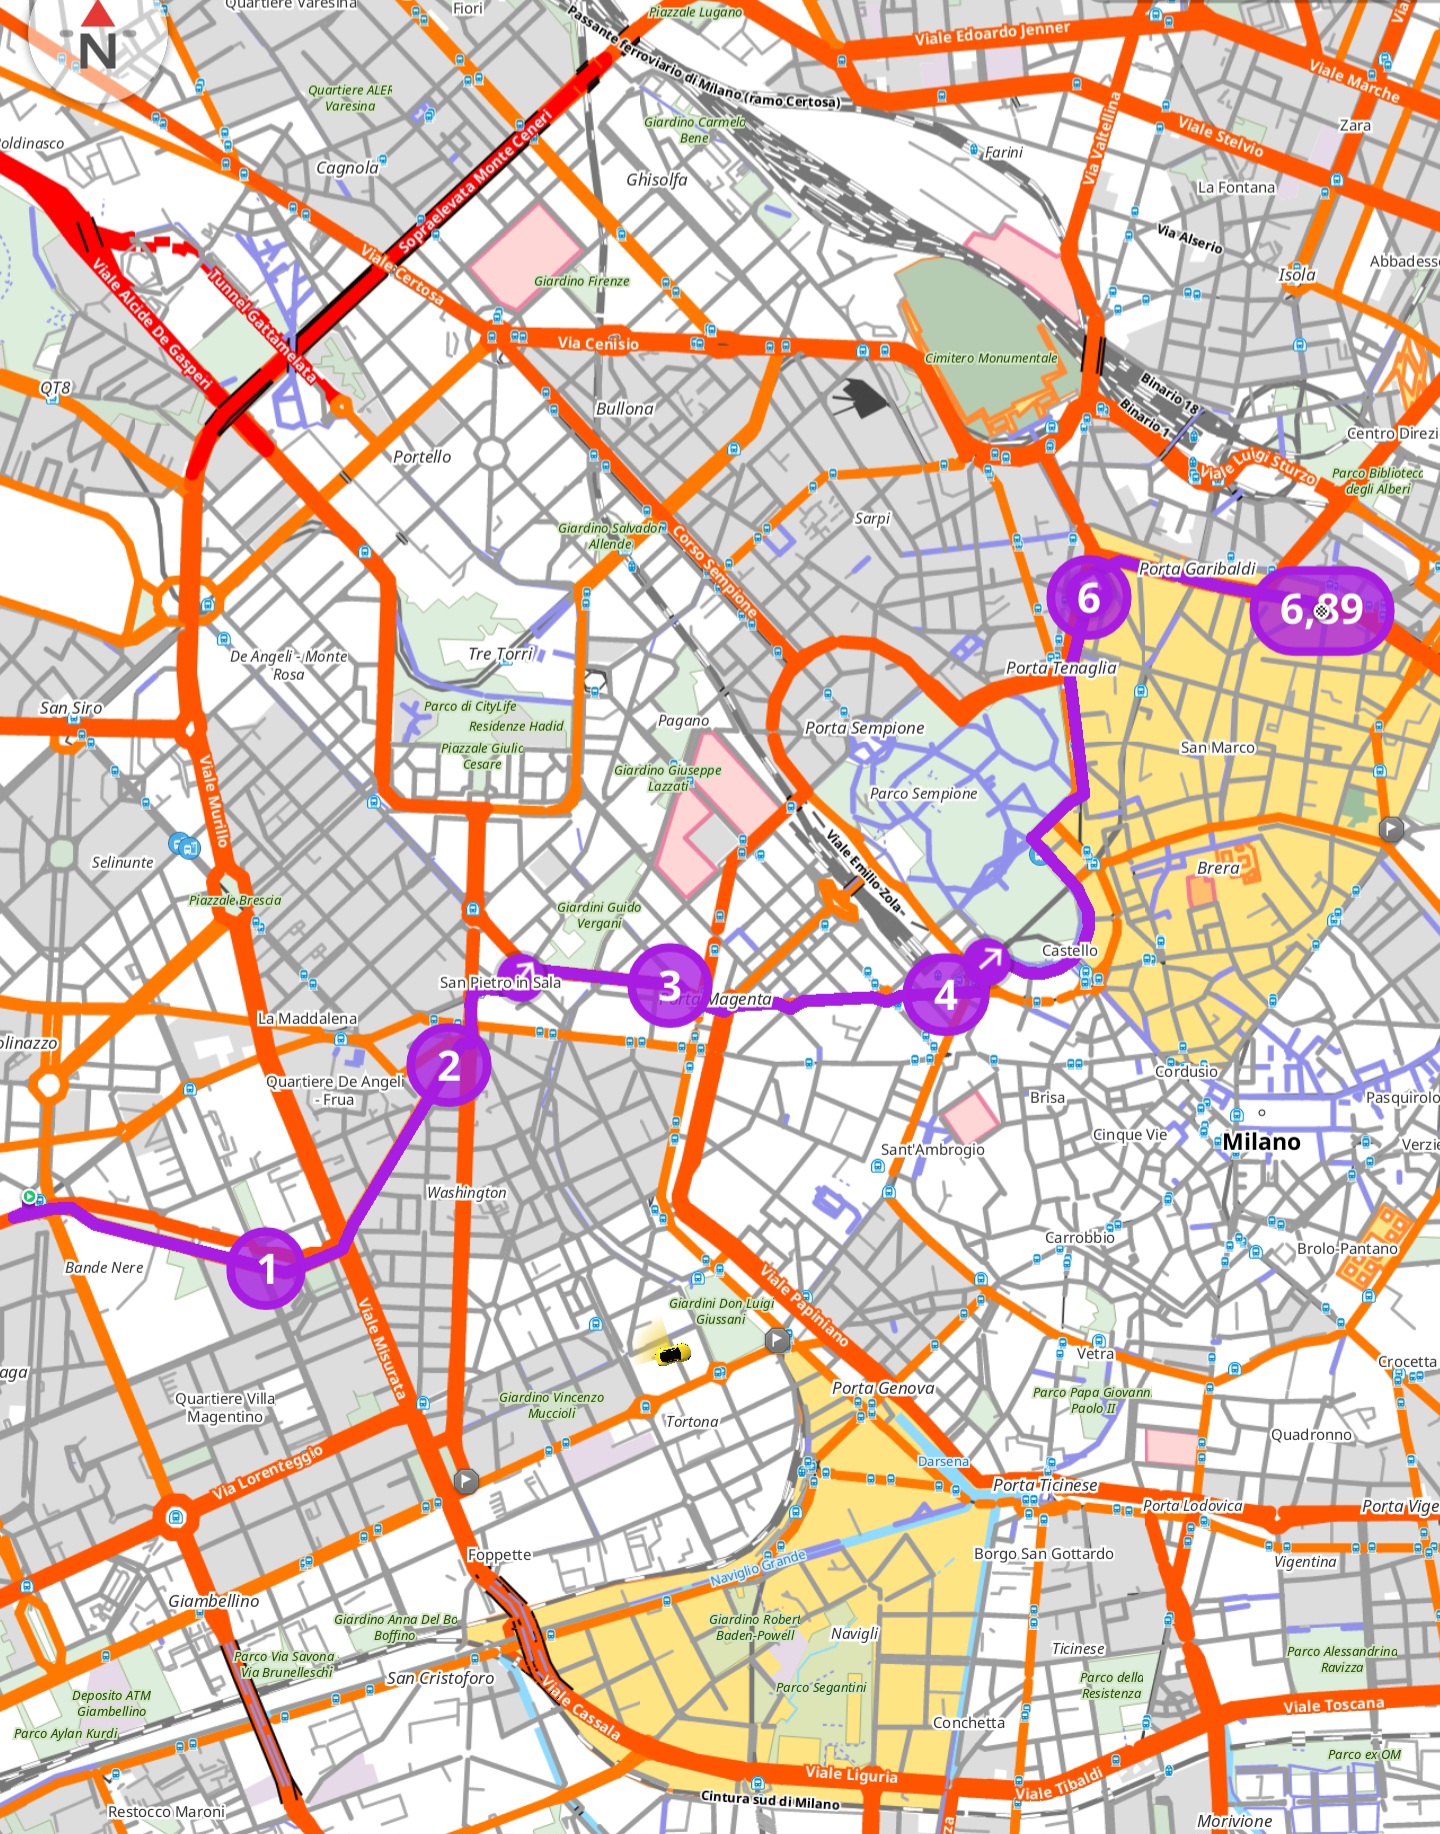 Quartiere Varesina
Fiori
Piazzale Lugano
N
Passante ferroviario di Milano (ramo Certosa)
Viale Edoardo Jenner
Viale Marche
Quartiere ALER
Varesina
Giardino Carmelo
Bene
Via Valtellina
Viale Stelvio
Zara
oldinasco
Cagnola
Sopraelevata Monte Ceneri
Ghisolfa
Farini
La Fontana
Via Alserio
Viale Certosa
Isola
Abbadess
Viale Alcide De Gasperi
Tunnel Gattamelata
Giardino Firenze
Via Cenisio
Cimitero Monumentale
QT8
Bullona
Binario 18
Binario 1
Portello
Centro Direzi
Viale Luigi Sturzo
Parco Biblioteca
degli Alberi
Giardino Salvador
Allende
Corso Sempione
Sarpi
Porta Garibaldi
6
6,89
De Angeli - Monte
Rosa
Tre Torri
Porta Tenaglia
San Siro
Parco di CityLife
Residenze Hadid
Piazzale Giulio
Cesare
Pagano
Porta Sempione
San Marco
Viale Murillo
Giardino Giuseppe
Lazzati
Parco Sempione
Selinunte
Viale Emilio Zola
Brera
Piazzale Brescia
Giardini Guido
Vergani
Castello
San Pietro in Sala
3
Porta Magenta
4
La Maddalena
olinazzo
2
Cordusio
Quartiere De Angeli
- Frua
Brisa
Pasquirolo
Cinque Vie
Milano
Verzie
Sant'Ambrogio
Washington
Carrobbio
Brolo-Pantano
Bande Nere
1
Viale Misurata
Viale Papiniano
Giardini Don Luigi
Giussani
Vetra
Crocetta
aga
Quartiere Villa
Magentino
Giardino Vincenzo
Muccioli
Tortona
Porta Genova
Parco Papa Giovann
Paolo II
Quadronno
Via Lorenteggio
Darsena
Porta Ticinese
Porta Lodovica
Porta Vige
Foppette
Naviglio Grande
Borgo San Gottardo
Vigentina
Giambellino
Giardino Anna Del Bo
Boffino
Giardino Robert
Baden-Powell
Navigli
Ticinese
Parco Via Savona -
Via Brunelleschi
San Cristoforo
Parco Alessandrina
Ravizza
Deposito ATM
Giambellino
Parco Segantini
Parco della
Resistenza
Parco Aylan Kurdi
Viale Cassala
Conchetta
Viale Toscana
Parco ex OM
Viale Liguria
Viale Tibaldi
Cintura sud di Milano
Restocco Maroni
Morivione
za